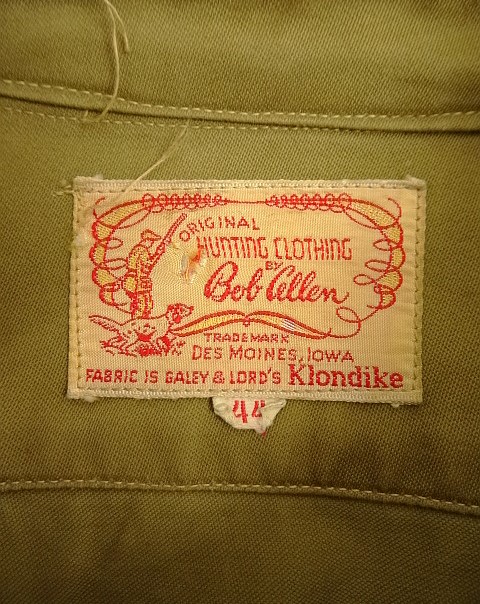 ORIGINAL
HUNTING CLOTHING
BY
Bob Allen
TRADEMARK
DES MOINES, IOWA
FABRIC IS GALEY & LORD'S Klondike
44